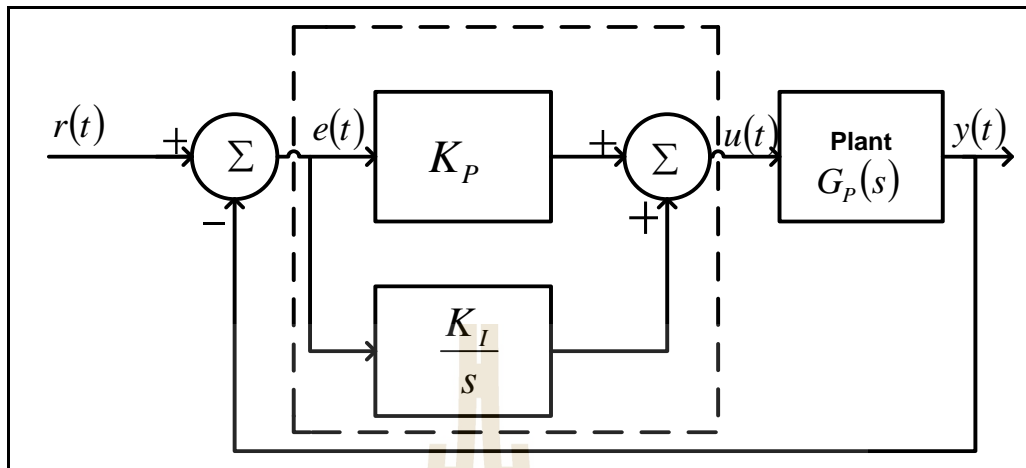 r(t)
+
Σ
−
e(t)
K_P
+
Σ
+
u(t)
Plant
G_P(s)
y(t)
K_I
s